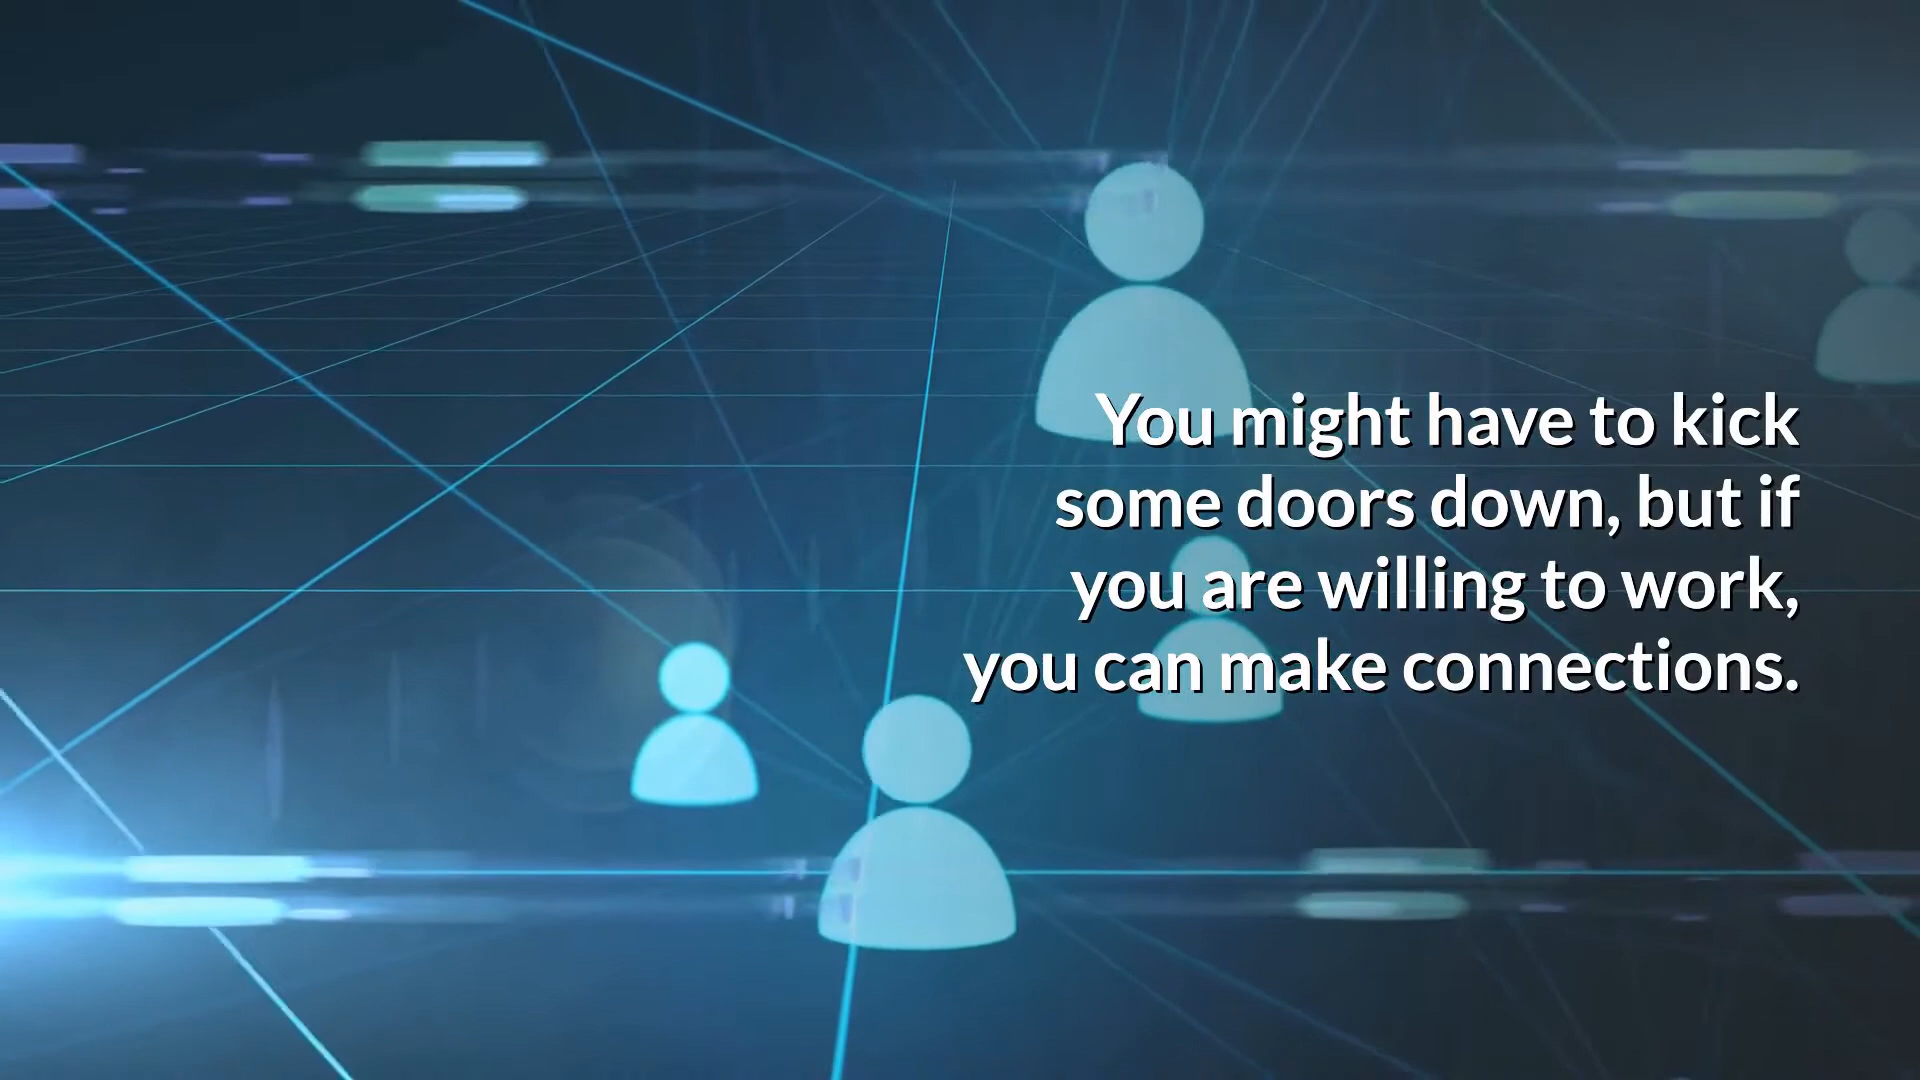 You might have to kick
some doors down, but if
you are willing to work,
you can make connections.